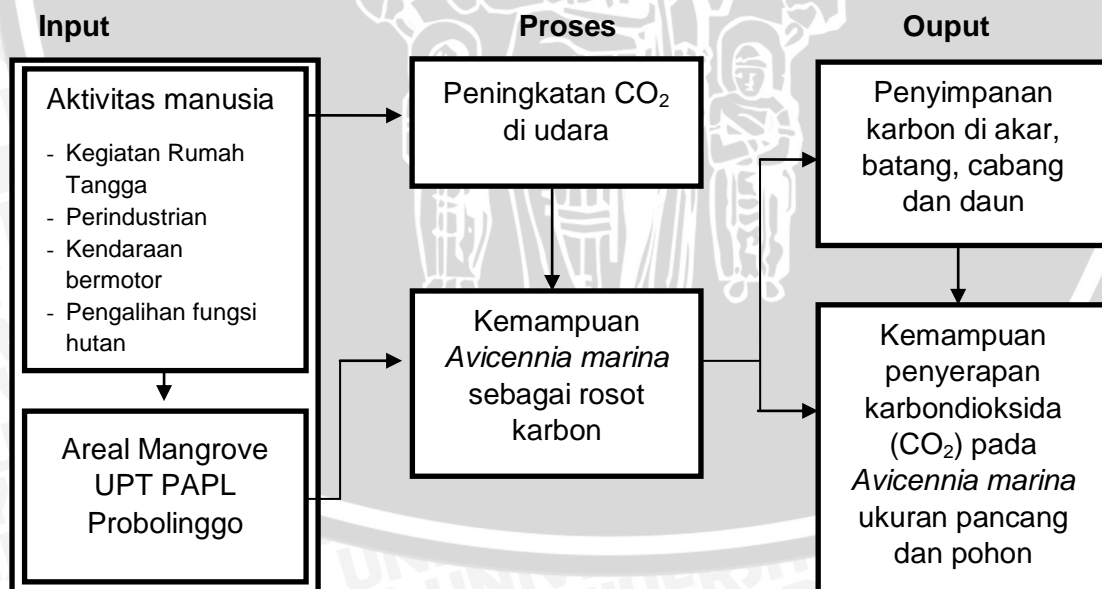 Input
Aktivitas manusia
- Kegiatan Rumah
Tangga
- Perindustrian
- Kendaraan
bermotor
- Pengalihan fungsi
hutan
Areal Mangrove
UPT PAPL
Probolinggo
Proses
Peningkatan CO₂
di udara
Kemampuan
Avicennia marina
sebagai rosot
karbon
Ouput
Penyimpanan
karbon di akar,
batang, cabang
dan daun
Kemampuan
penyerapan
karbondioksida
(CO₂) pada
Avicennia marina
ukuran pancang
dan pohon